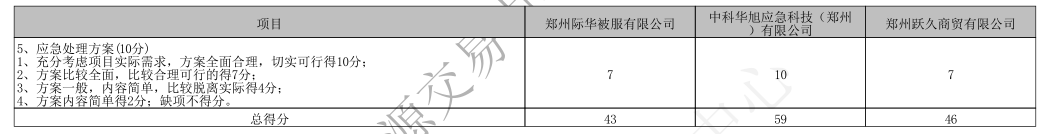 项目 郑州际华被服有限公司 中科华旭应急科技（郑州
）有限公司 郑州跃久商贸有限公司
5、应急处理方案(10分)
1、充分考虑项目实际需求，方案全面合理，切实可行得10分；
2、方案比较全面，比较合理可行的得7分；
3、方案一般，内容简单，比较脱离实际得4分；
4、方案内容简单得2分；缺项不得分。
7 10 7
总得分 43 59 46
源交易
中心